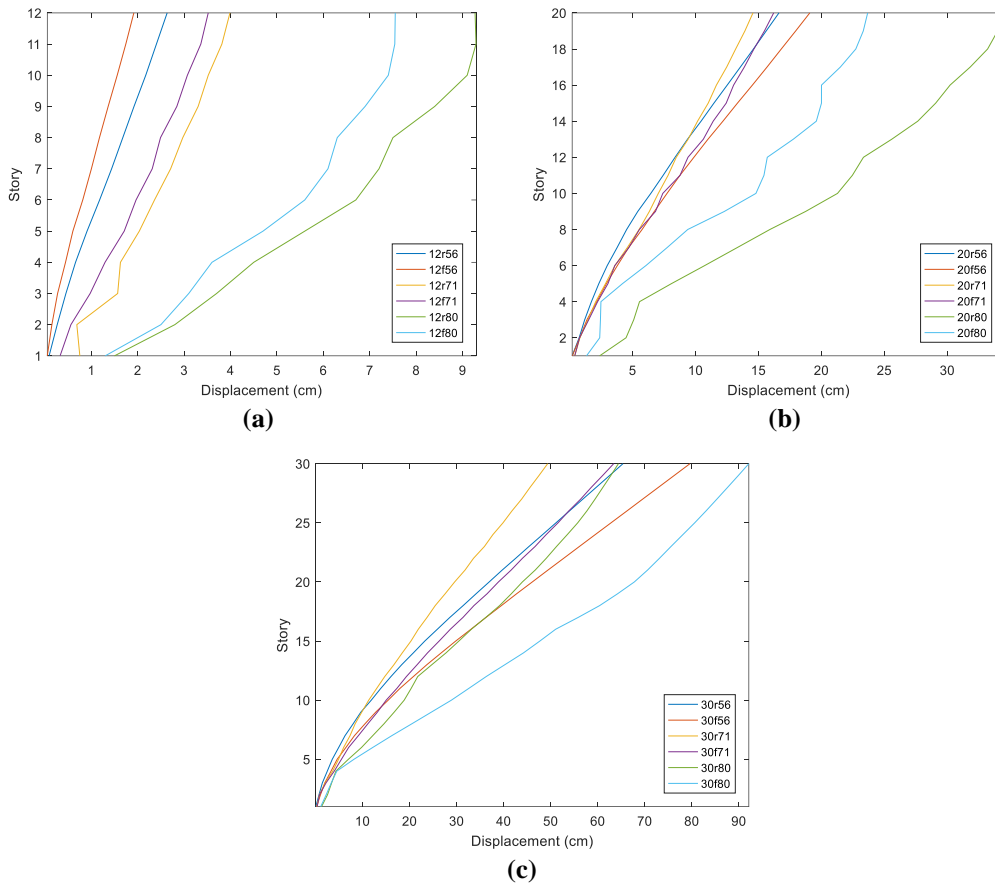 12
11
10
9
8
7
6
5
4
3
2
1
Story
1 2 3 4 5 6 7 8 9
Displacement (cm)
12r56
12f56
12r71
12f71
12r80
12f80
(a)
20
18
16
14
12
10
8
6
4
2
Story
5 10 15 20 25 30
Displacement (cm)
20r56
20f56
20r71
20f71
20r80
20f80
(b)
30
25
20
15
10
5
Story
10 20 30 40 50 60 70 80 90
Displacement (cm)
30r56
30f56
30r71
30f71
30r80
30f80
(c)